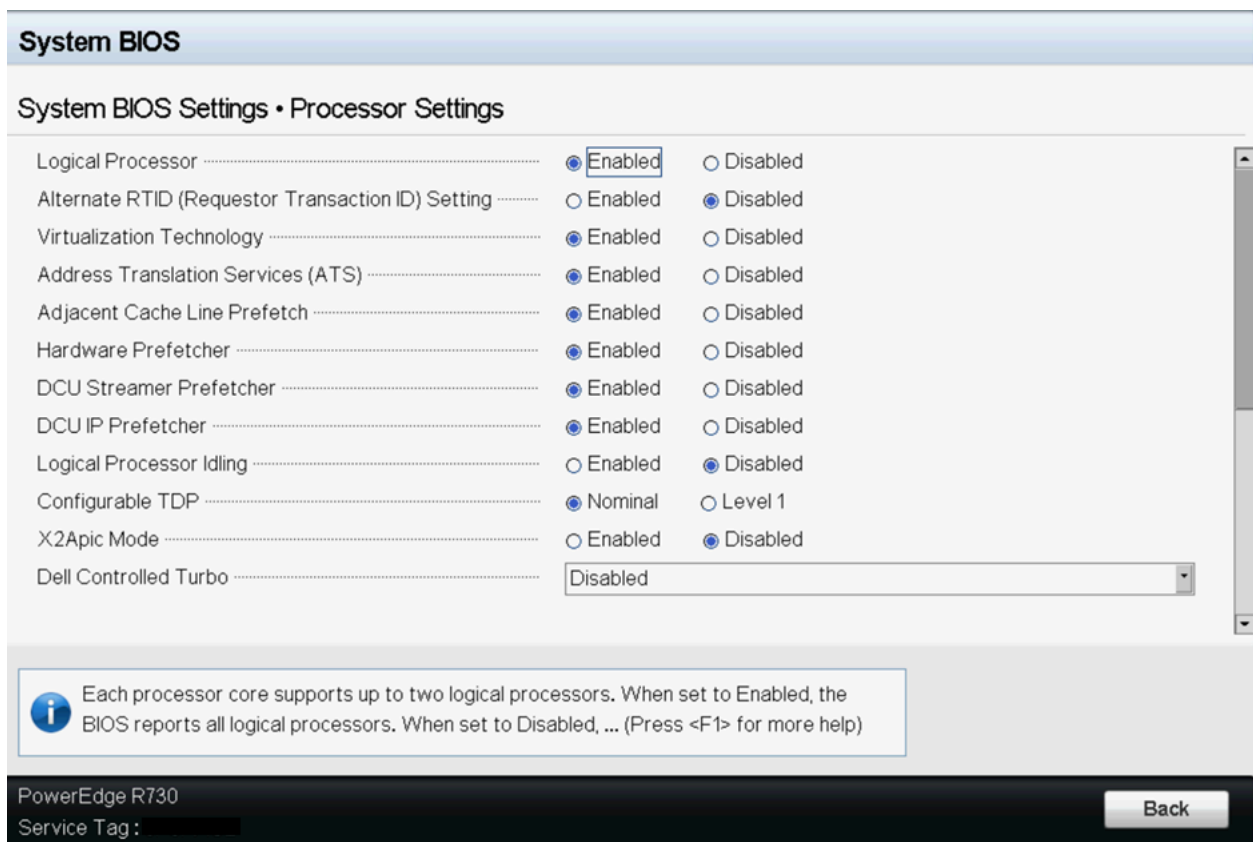 System BIOS
System BIOS Settings • Processor Settings
Logical Processor Enabled Disabled
Alternate RTID (Requestor Transaction ID) Setting Enabled Disabled
Virtualization Technology Enabled Disabled
Address Translation Services (ATS) Enabled Disabled
Adjacent Cache Line Prefetch Enabled Disabled
Hardware Prefetcher Enabled Disabled
DCU Streamer Prefetcher Enabled Disabled
DCU IP Prefetcher Enabled Disabled
Logical Processor Idling Enabled Disabled
Configurable TDP Nominal Level 1
X2Apic Mode Enabled Disabled
Dell Controlled Turbo Disabled
Each processor core supports up to two logical processors. When set to Enabled, the
BIOS reports all logical processors. When set to Disabled, ... (Press <F1> for more help)
PowerEdge R730
Service Tag :
Back